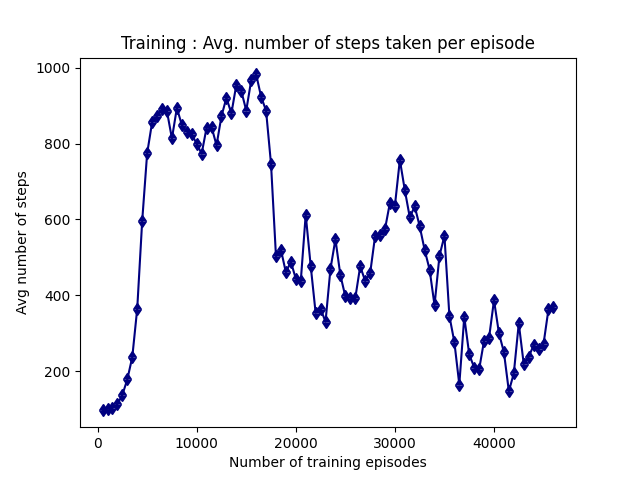 Training : Avg. number of steps taken per episode
1000
800
600
400
200
Avg number of steps
0 10000 20000 30000 40000
Number of training episodes